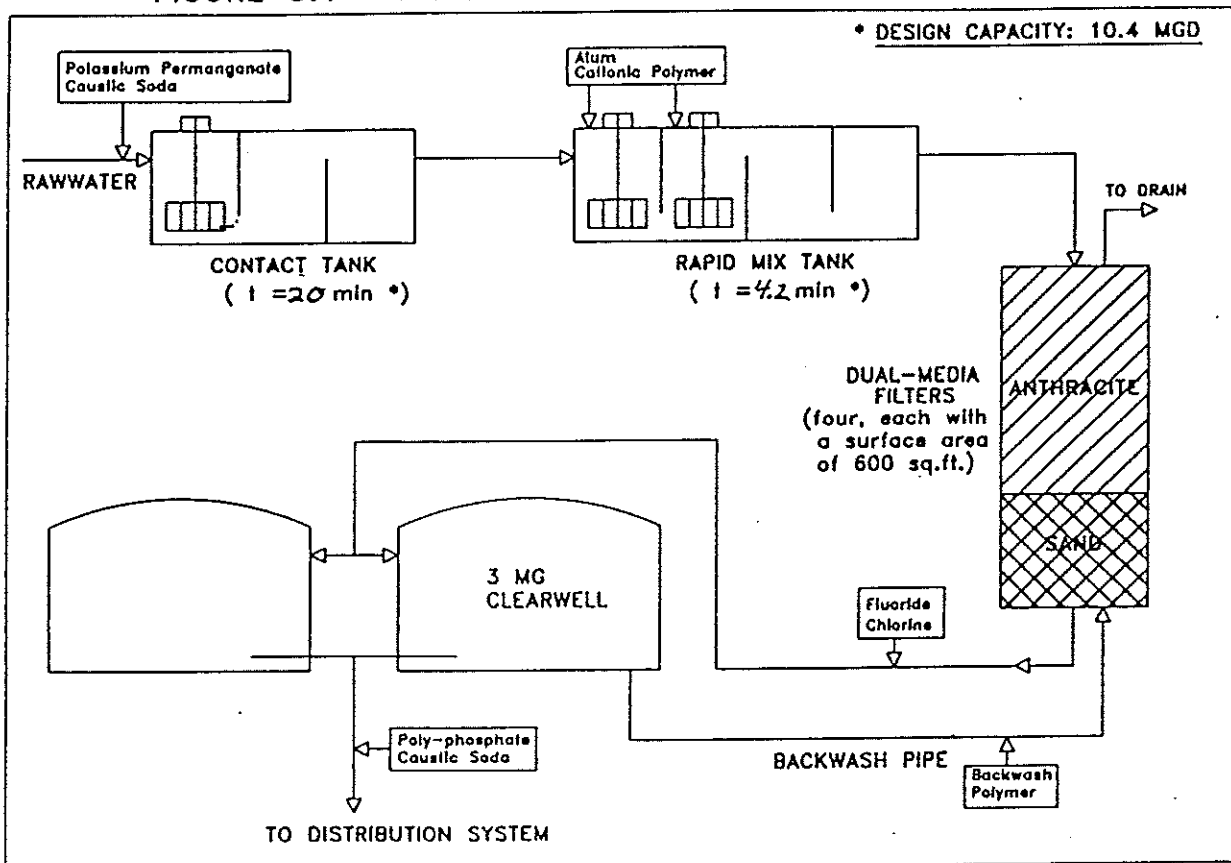 * DESIGN CAPACITY: 10.4 MGD
Potassium Permanganate
Caustic Soda
Alum
Cationic Polymer
RAWWATER
CONTACT TANK
( t =20 min *)
RAPID MIX TANK
( t =4.2 min *)
TO DRAIN
DUAL-MEDIA
FILTERS
(four, each with
a surface area
of 600 sq.ft.)
ANTHRACITE
SAND
3 MG
CLEARWELL
Fluoride
Chlorine
Poly-phosphate
Caustic Soda
BACKWASH PIPE
Backwash
Polymer
TO DISTRIBUTION SYSTEM